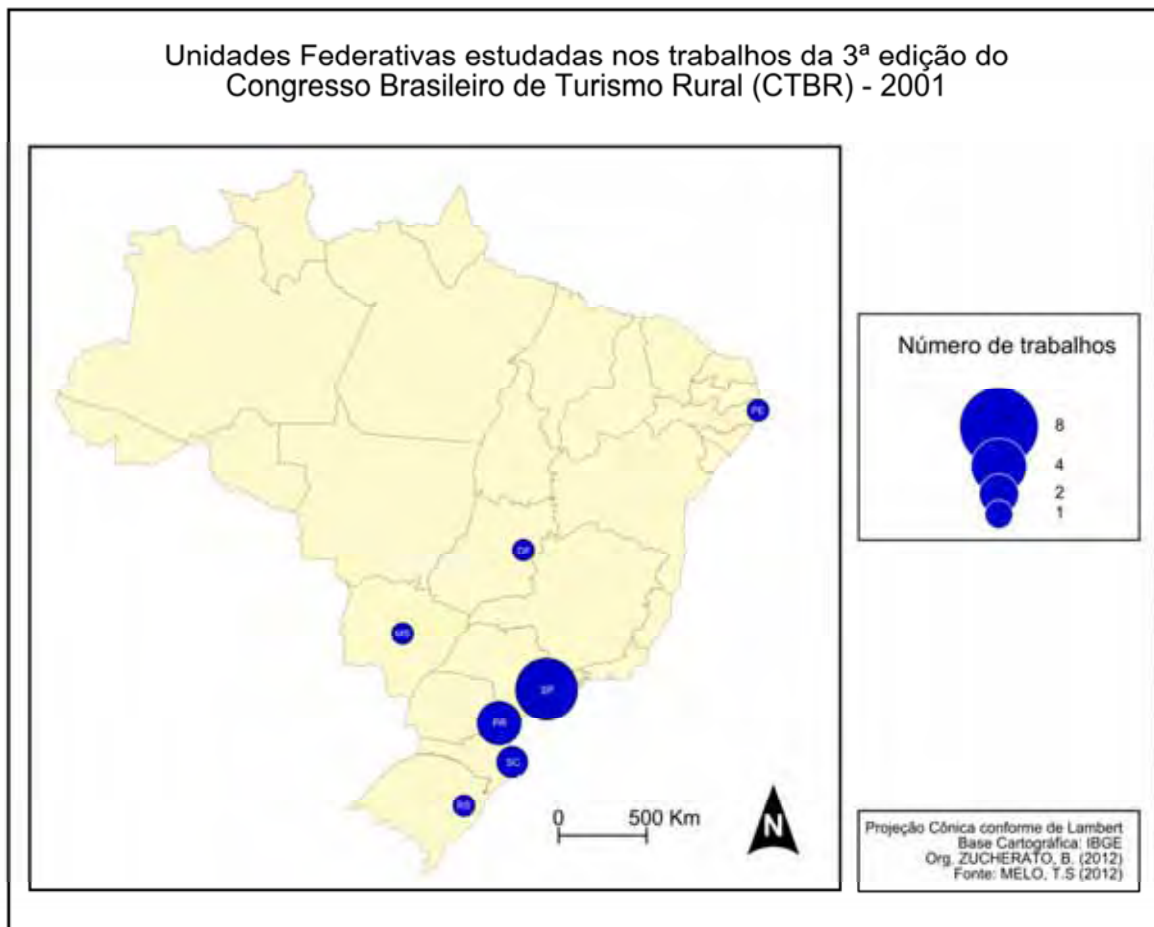 Unidades Federativas estudadas nos trabalhos da 3ª edição do
Congresso Brasileiro de Turismo Rural (CTBR) - 2001
Número de trabalhos
8
4
2
1
PE
DF
MS
SP
PR
SC
RS
0 500 Km
N
Projeção Cônica conforme de Lambert
Base Cartográfica: IBGE
Org. ZUCHERATO, B. (2012)
Fonte: MELO, T.S (2012)